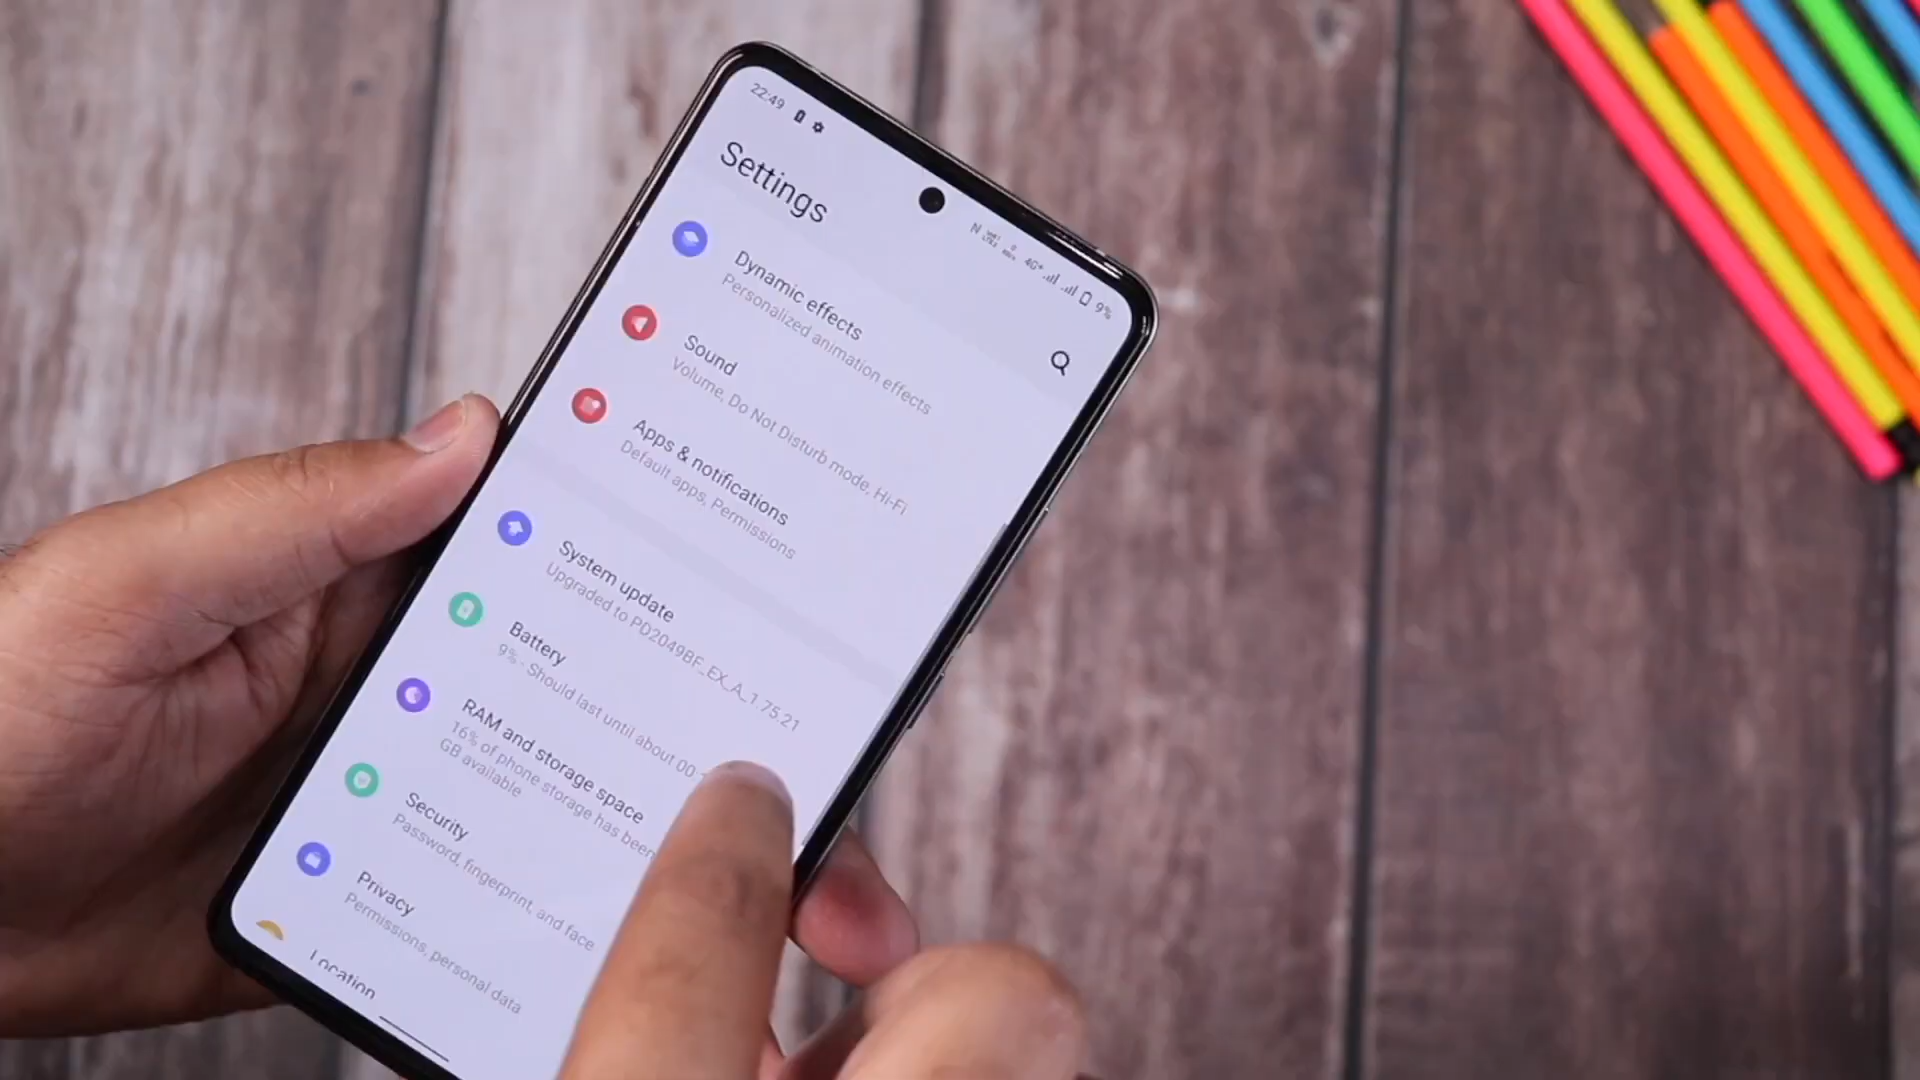 22:49
4G+ 9%
Settings
Dynamic effects
Personalized animation effects
Sound
Volume, Do Not Disturb mode, Hi-Fi
Apps & notifications
Default apps, Permissions
System update
Upgraded to PD2049BF_EX_A_1.75.21
Battery
9% - Should last until about 00
RAM and storage space
16% of phone storage has been
GB available
Security
Password, fingerprint, and face
Privacy
Permissions, personal data
Location